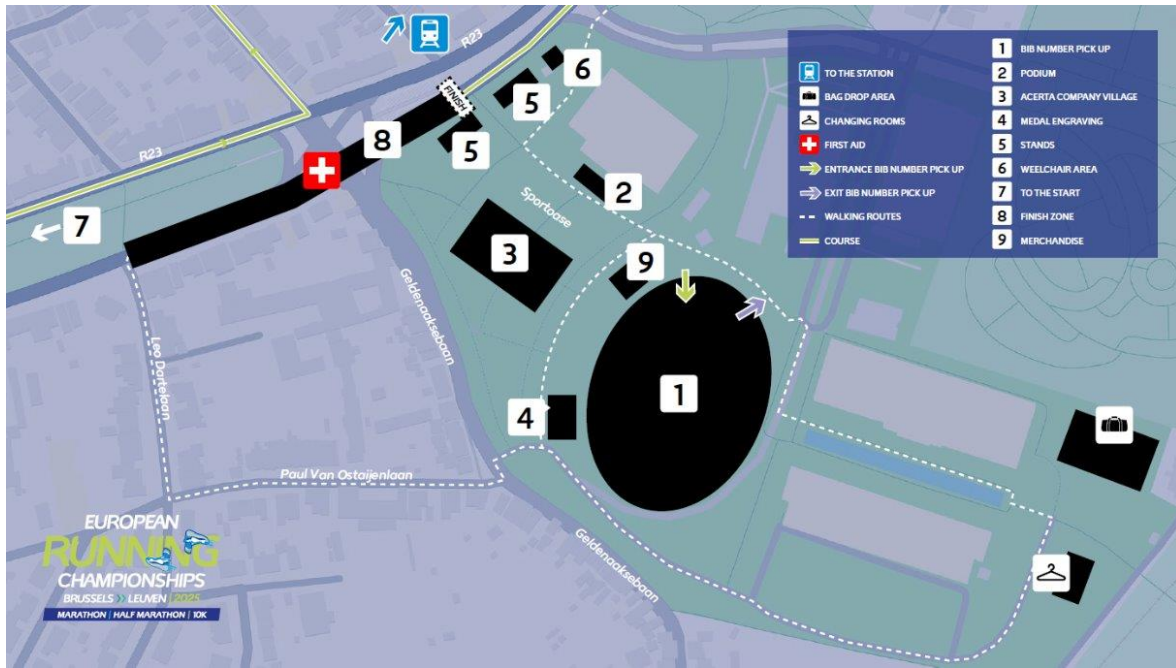 R23
R23
FINISH
6
5
8
5
2
7
Sportoase
3
9
Geldenaaksebaan
Leo Dartelaan
1
4
Paul Van Ostaijenlaan
Geldenaaksebaan
TO THE STATION
BAG DROP AREA
CHANGING ROOMS
FIRST AID
ENTRANCE BIB NUMBER PICK UP
EXIT BIB NUMBER PICK UP
WALKING ROUTES
COURSE
1 BIB NUMBER PICK UP
2 PODIUM
3 ACERTA COMPANY VILLAGE
4 MEDAL ENGRAVING
5 STANDS
6 WEELCHAIR AREA
7 TO THE START
8 FINISH ZONE
9 MERCHANDISE
EUROPEAN
RUNNING
CHAMPIONSHIPS
BRUSSELS >> LEUVEN | 2025
MARATHON | HALF MARATHON | 10K